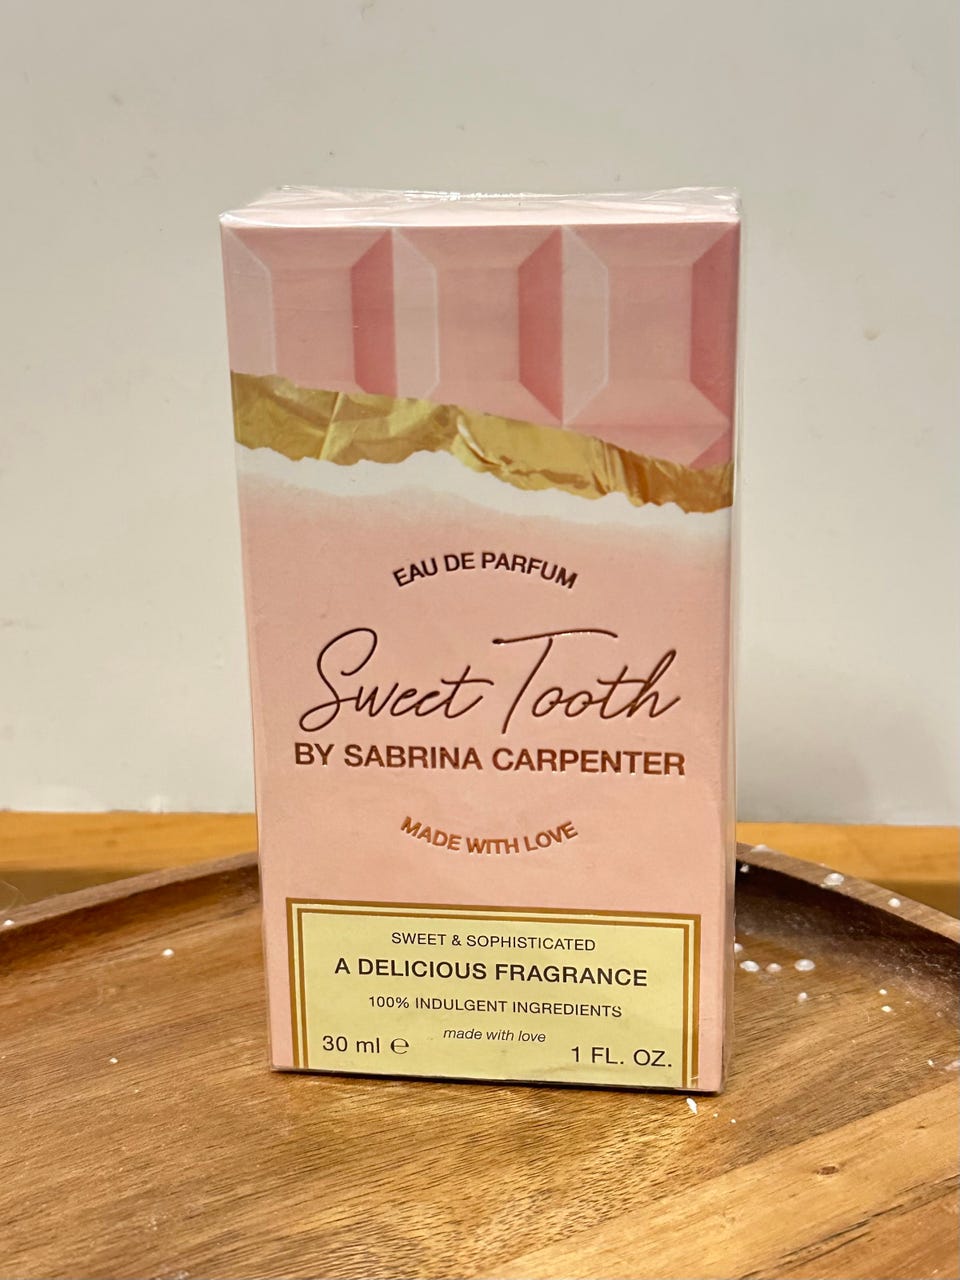 EAU DE PARFUM
Sweet Tooth
BY SABRINA CARPENTER
MADE WITH LOVE
SWEET & SOPHISTICATED
A DELICIOUS FRAGRANCE
100% INDULGENT INGREDIENTS
made with love
30 ml ℮ 1 FL. OZ.